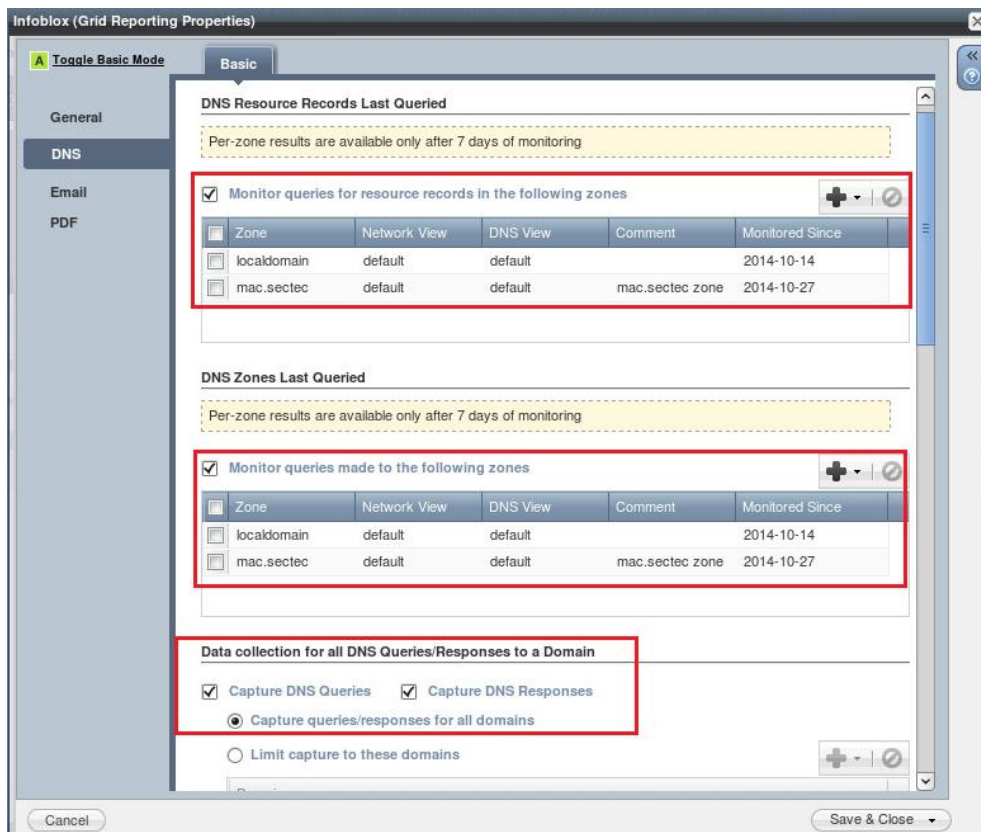 Infoblox (Grid Reporting Properties)
A Toggle Basic Mode
Basic
General
DNS
Email
PDF
DNS Resource Records Last Queried
Per-zone results are available only after 7 days of monitoring
Monitor queries for resource records in the following zones
Zone Network View DNS View Comment Monitored Since
localdomain default default 2014-10-14
mac.sectec default default mac.sectec zone 2014-10-27
DNS Zones Last Queried
Per-zone results are available only after 7 days of monitoring
Monitor queries made to the following zones
Zone Network View DNS View Comment Monitored Since
localdomain default default 2014-10-14
mac.sectec default default mac.sectec zone 2014-10-27
Data collection for all DNS Queries/Responses to a Domain
Capture DNS Queries Capture DNS Responses
Capture queries/responses for all domains
Limit capture to these domains
Cancel Save & Close